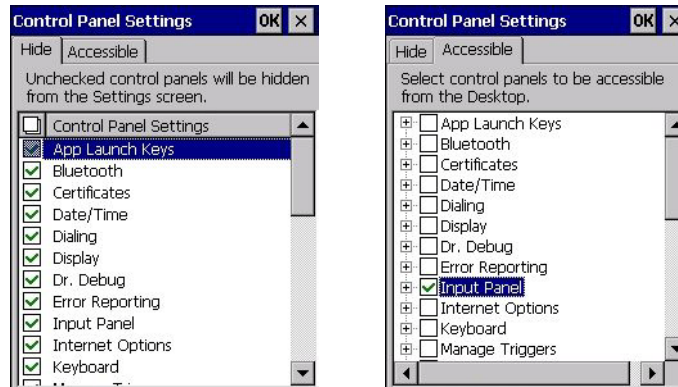 Control Panel Settings OK
Hide Accessible
Unchecked control panels will be hidden
from the Settings screen.
Control Panel Settings
App Launch Keys
Bluetooth
Certificates
Date/Time
Dialing
Display
Dr. Debug
Error Reporting
Input Panel
Internet Options
Keyboard
Control Panel Settings OK
Hide Accessible
Select control panels to be accessible
from the Desktop.
App Launch Keys
Bluetooth
Certificates
Date/Time
Dialing
Display
Dr. Debug
Error Reporting
Input Panel
Internet Options
Keyboard
Manage Triggers